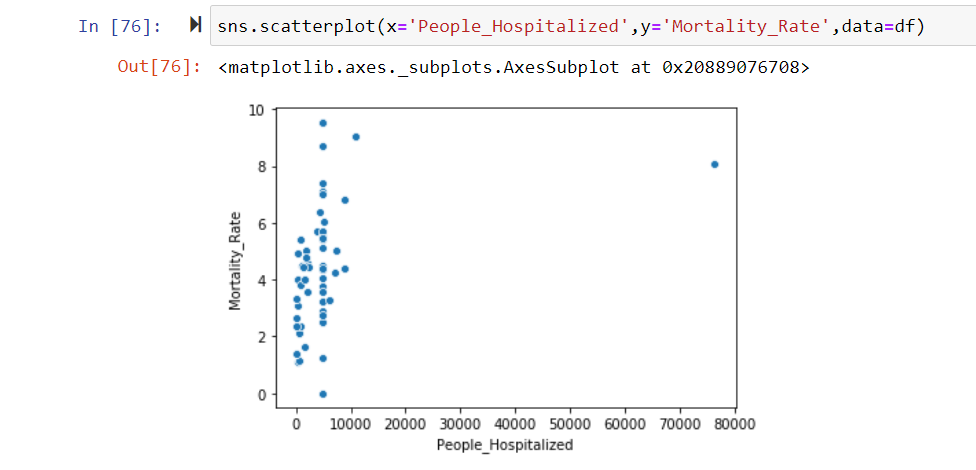 In [76]: sns.scatterplot(x='People_Hospitalized',y='Mortality_Rate',data=df)
Out[76]: <matplotlib.axes._subplots.AxesSubplot at 0x20889076708>
10
8
6
4
2
0
Mortality_Rate
0 10000 20000 30000 40000 50000 60000 70000 80000
People_Hospitalized